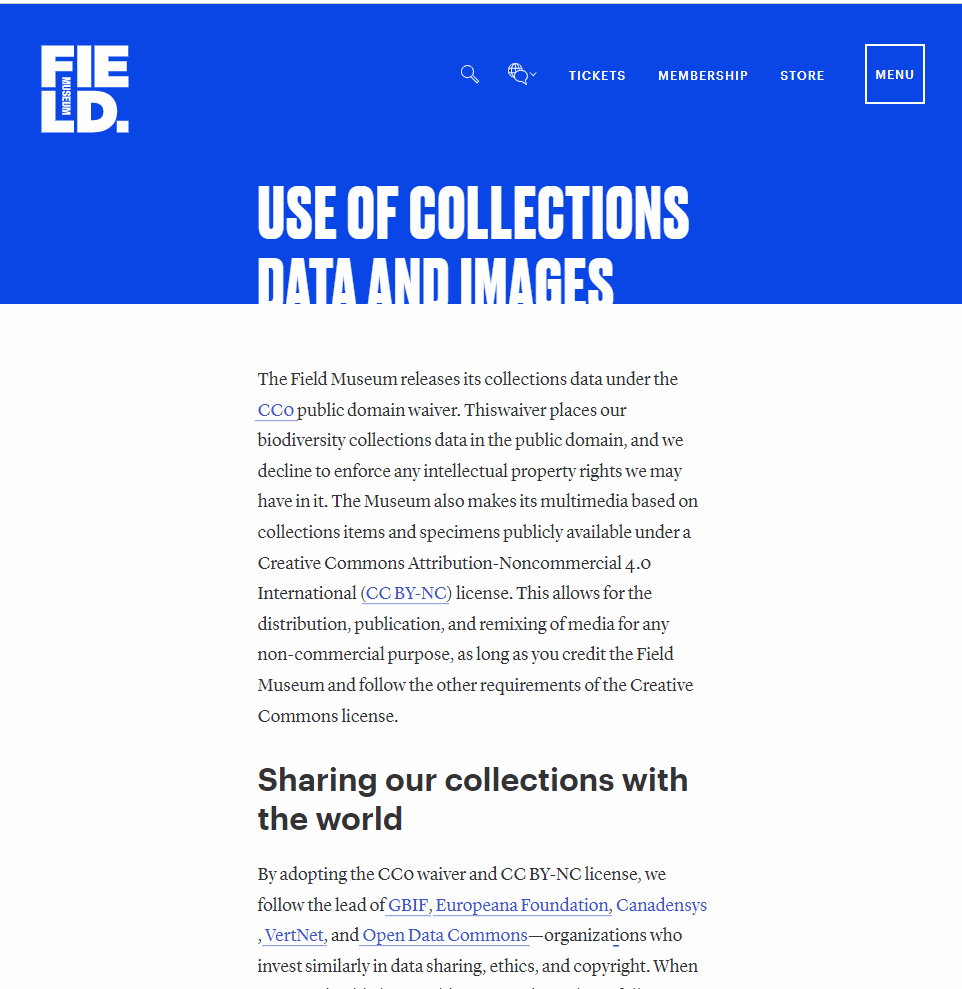 FIE
MUSEUM
LD.
TICKETS
MEMBERSHIP
STORE
MENU
USE OF COLLECTIONS
DATA AND IMAGES
The Field Museum releases its collections data under the
CC0 public domain waiver. Thiswaiver places our
biodiversity collections data in the public domain, and we
decline to enforce any intellectual property rights we may
have in it. The Museum also makes its multimedia based on
collections items and specimens publicly available under a
Creative Commons Attribution-Noncommercial 4.0
International (CC BY-NC) license. This allows for the
distribution, publication, and remixing of media for any
non-commercial purpose, as long as you credit the Field
Museum and follow the other requirements of the Creative
Commons license.
Sharing our collections with
the world
By adopting the CC0 waiver and CC BY-NC license, we
follow the lead of GBIF, Europeana Foundation, Canadensys
, VertNet, and Open Data Commons—organizations who
invest similarly in data sharing, ethics, and copyright. When